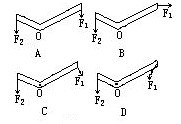 F₂ O F₁
A
F₂ O F₁
B
F₂ O F₁
C
F₂ O F₁
D